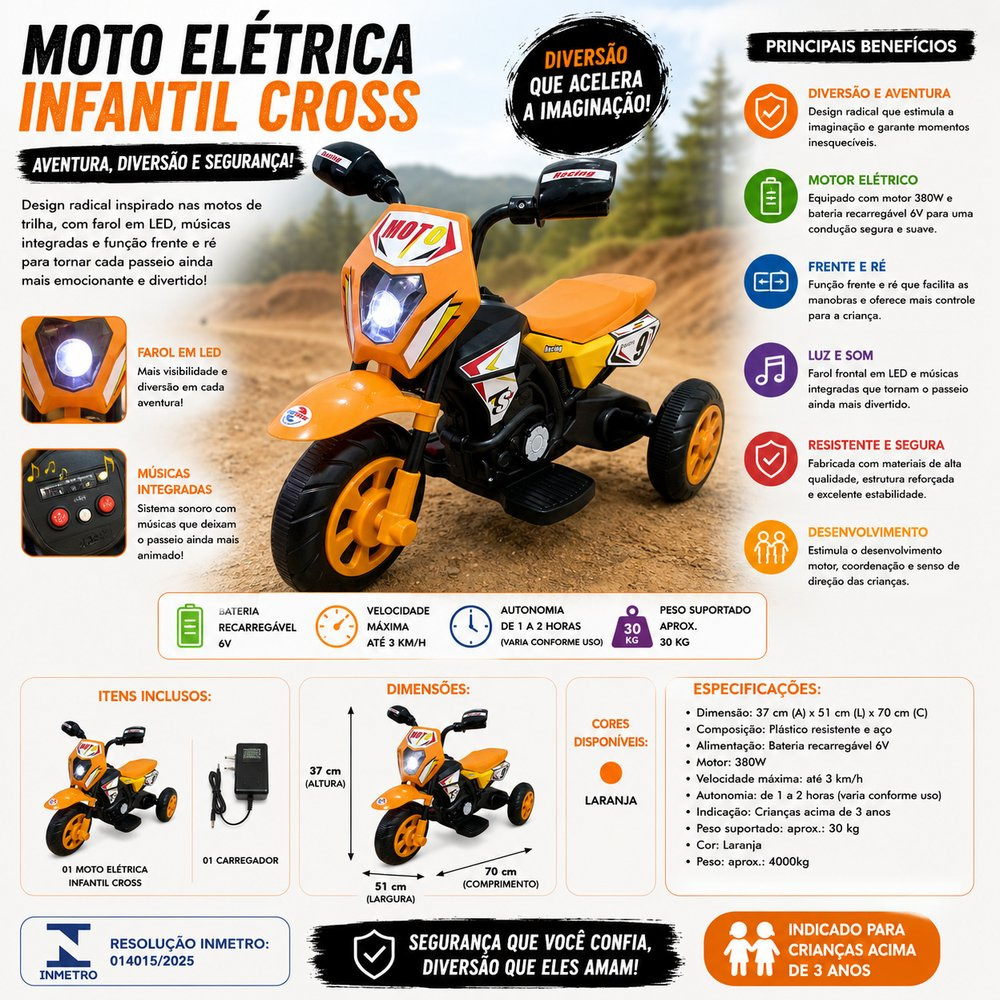 MOTO ELÉTRICA
INFANTIL CROSS
AVENTURA, DIVERSÃO E SEGURANÇA!
Design radical inspirado nas motos de
trilha, com farol em LED, músicas
integradas e função frente e ré
para tornar cada passeio ainda
mais emocionante e divertido!
DIVERSÃO
QUE ACELERA
A IMAGINAÇÃO!
FAROL EM LED
Mais visibilidade e
diversão em cada
aventura!
MÚSICAS
INTEGRADAS
Sistema sonoro com
músicas que deixam
o passeio ainda mais
animado!
Racing
Racing
MOTO
Racing
9
S
PRINCIPAIS BENEFÍCIOS
DIVERSÃO E AVENTURA
Design radical que estimula a
imaginação e garante momentos
inesquecíveis.
MOTOR ELÉTRICO
Equipado com motor 380W e
bateria recarregável 6V para uma
condução segura e suave.
FRENTE E RÉ
Função frente e ré que facilita as
manobras e oferece mais controle
para a criança.
LUZ E SOM
Farol frontal em LED e músicas
integradas que tornam o passeio
ainda mais divertido.
RESISTENTE E SEGURA
Fabricada com materiais de alta
qualidade, estrutura reforçada
e excelente estabilidade.
DESENVOLVIMENTO
Estimula o desenvolvimento
motor, coordenação e senso de
direção das crianças.
BATERIA
RECARREGÁVEL
6V
VELOCIDADE
MÁXIMA
ATÉ 3 KM/H
AUTONOMIA
DE 1 A 2 HORAS
(VARIA CONFORME USO)
30
KG
PESO SUPORTADO
APROX.
30 KG
ITENS INCLUSOS:
MOTO
01 MOTO ELÉTRICA
INFANTIL CROSS
01 CARREGADOR
DIMENSÕES:
MOTO
37 cm
(ALTURA)
51 cm
(LARGURA)
70 cm
(COMPRIMENTO)
CORES
DISPONÍVEIS:
LARANJA
ESPECIFICAÇÕES:
• Dimensão: 37 cm (A) x 51 cm (L) x 70 cm (C)
• Composição: Plástico resistente e aço
• Alimentação: Bateria recarregável 6V
• Motor: 380W
• Velocidade máxima: até 3 km/h
• Autonomia: de 1 a 2 horas (varia conforme uso)
• Indicação: Crianças acima de 3 anos
• Peso suportado: aprox.: 30 kg
• Cor: Laranja
• Peso: aprox.: 4000kg
INMETRO
RESOLUÇÃO INMETRO:
014015/2025
SEGURANÇA QUE VOCÊ CONFIA,
DIVERSÃO QUE ELES AMAM!
INDICADO PARA
CRIANÇAS ACIMA
DE 3 ANOS